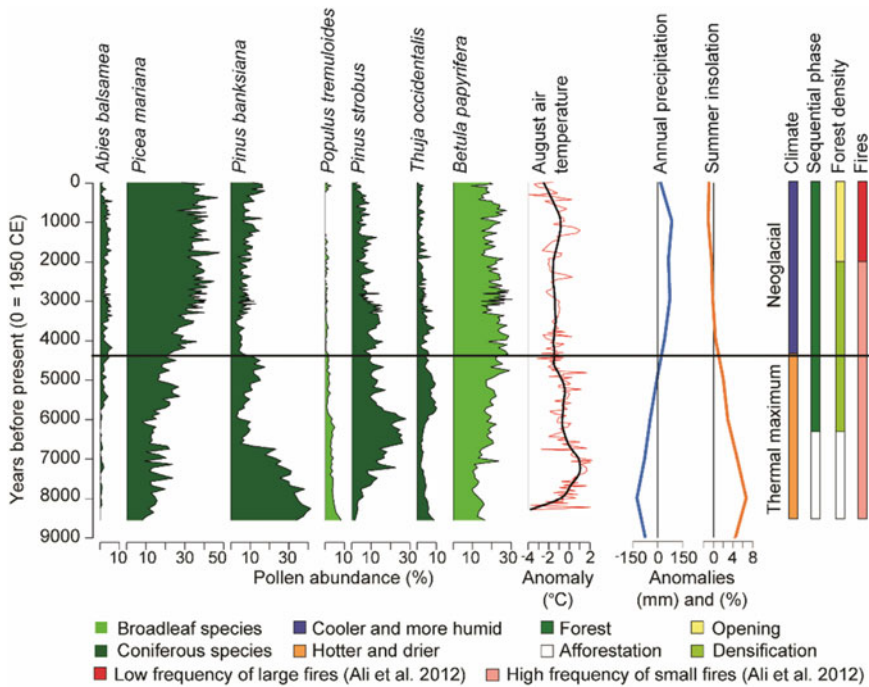 Abies balsamea
Picea mariana
Pinus banksiana
Populus tremuloides
Pinus strobus
Thuja occidentalis
Betula papyrifera
August air
temperature
Annual precipitation
Summer insolation
Climate
Sequential phase
Forest density
Fires
Years before present (0 = 1950 CE)
0
1000
2000
3000
4000
5000
6000
7000
8000
9000
Neoglacial
Thermal maximum
10 10 30 50 10 30 10 10 30 10 10 30 -4 -2 0 2 -150 0 150 0 4 8
Pollen abundance (%)
Anomaly
(°C)
Anomalies
(mm) and (%)
Broadleaf species
Cooler and more humid
Forest
Opening
Coniferous species
Hotter and drier
Afforestation
Densification
Low frequency of large fires (Ali et al. 2012)
High frequency of small fires (Ali et al. 2012)